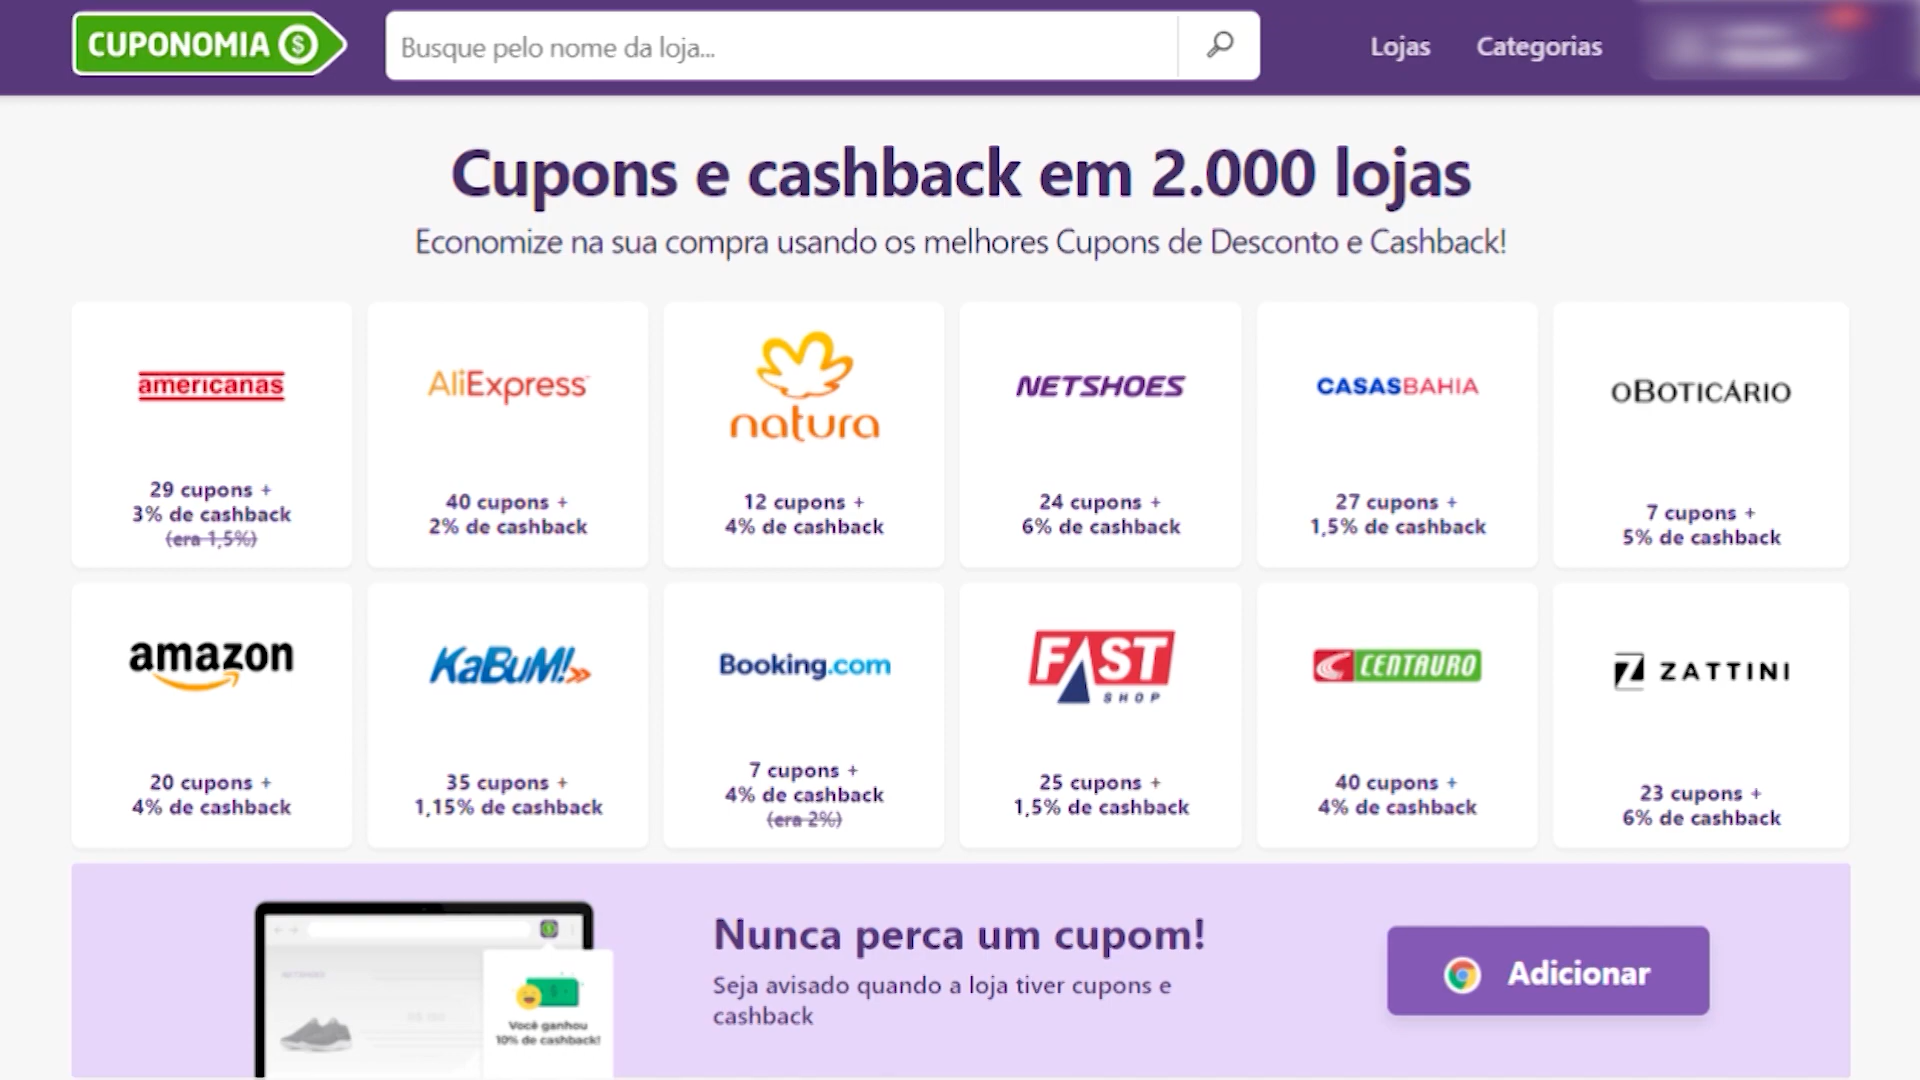 CUPONOMIA $
Busque pelo nome da loja...
Lojas
Categorias
Cupons e cashback em 2.000 lojas
Economize na sua compra usando os melhores Cupons de Desconto e Cashback!
americanas
29 cupons +
3% de cashback
(era 1,5%)
AliExpress
40 cupons +
2% de cashback
natura
12 cupons +
4% de cashback
NETSHOES
24 cupons +
6% de cashback
CASASBAHIA
27 cupons +
1,5% de cashback
oBOTICÁRIO
7 cupons +
5% de cashback
amazon
20 cupons +
4% de cashback
KaBuM!
35 cupons +
1,15% de cashback
Booking.com
7 cupons +
4% de cashback
(era 2%)
FAST
SHOP
25 cupons +
1,5% de cashback
CENTAURO
40 cupons +
4% de cashback
ZATTINI
23 cupons +
6% de cashback
NETSHOES
Você ganhou
10% de cashback!
Nunca perca um cupom!
Seja avisado quando a loja tiver cupons e
cashback
Adicionar